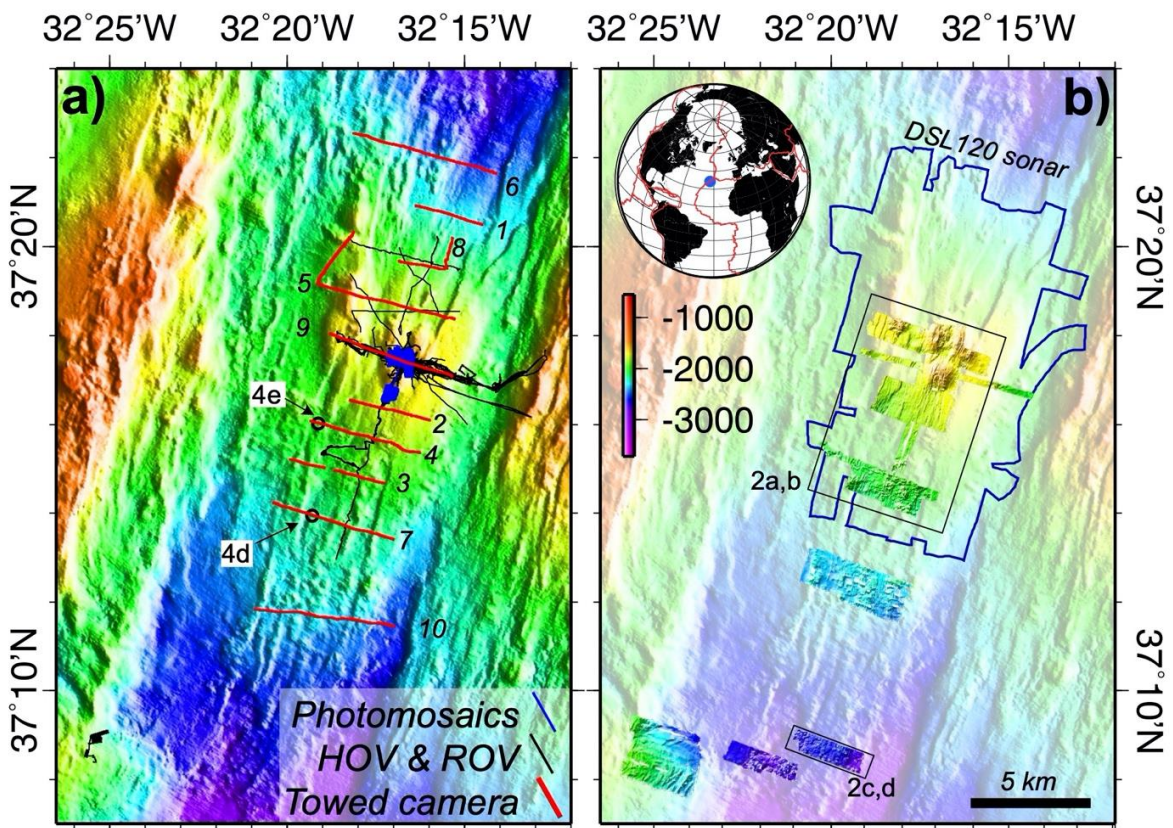 32°25'W 32°20'W 32°15'W 32°25'W 32°20'W 32°15'W
a)
b)
DSL120 sonar
6
1
37°20'N
37°20'N
8
5
9
-1000
-2000
-3000
4e
2
4
3
2a,b
4d
7
10
37°10'N
37°10'N
Photomosaics
HOV & ROV
Towed camera
2c,d
5 km